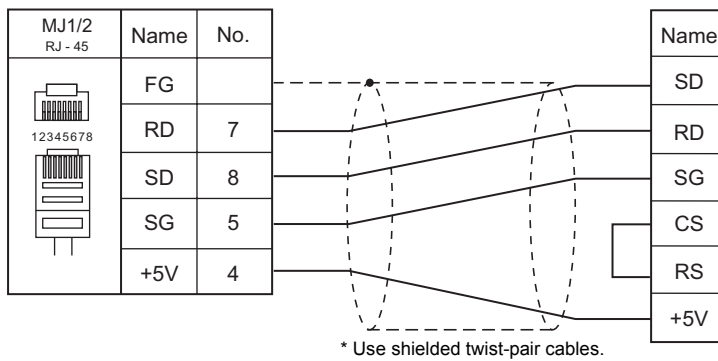 MJ1/2
RJ - 45
Name No.
FG
RD 7
SD 8
SG 5
+5V 4
12345678
Name
SD
RD
SG
CS
RS
+5V
* Use shielded twist-pair cables.